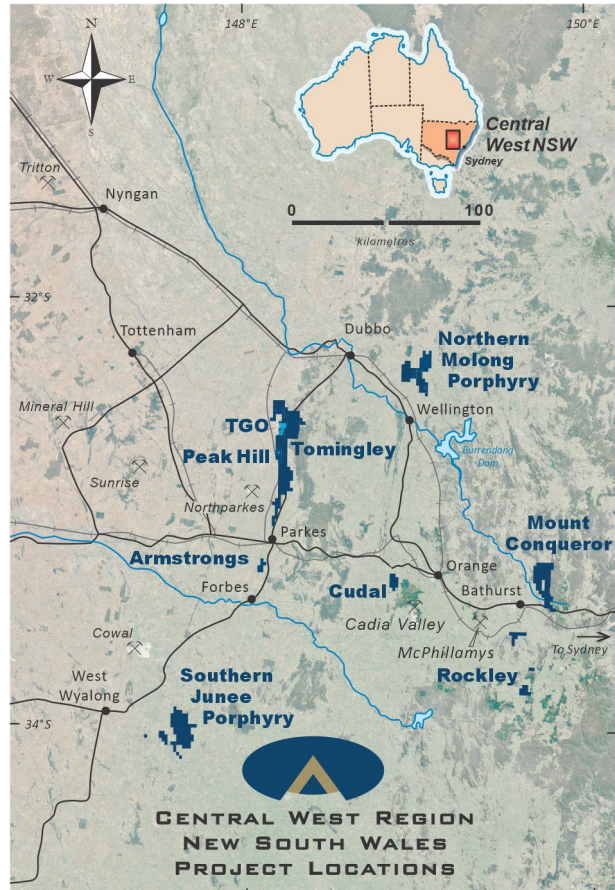 148°E
150°E
N
W
E
S
Central
West NSW
Sydney
Tritton
Nyngan
0
100
kilometres
32°S
Tottenham
Dubbo
Northern
Molong
Porphyry
Mineral Hill
TGO
Wellington
Peak Hill
Tomingley
Burrendong
Dam
Sunrise
Northparkes
Parkes
Mount
Conqueror
Armstrongs
Orange
Forbes
Cudal
Bathurst
Cadia Valley
Cowal
McPhillamys
To Sydney
West
Wyalong
Southern
Junee
Porphyry
Rockley
34°S
Central West Region
New South Wales
Project Locations